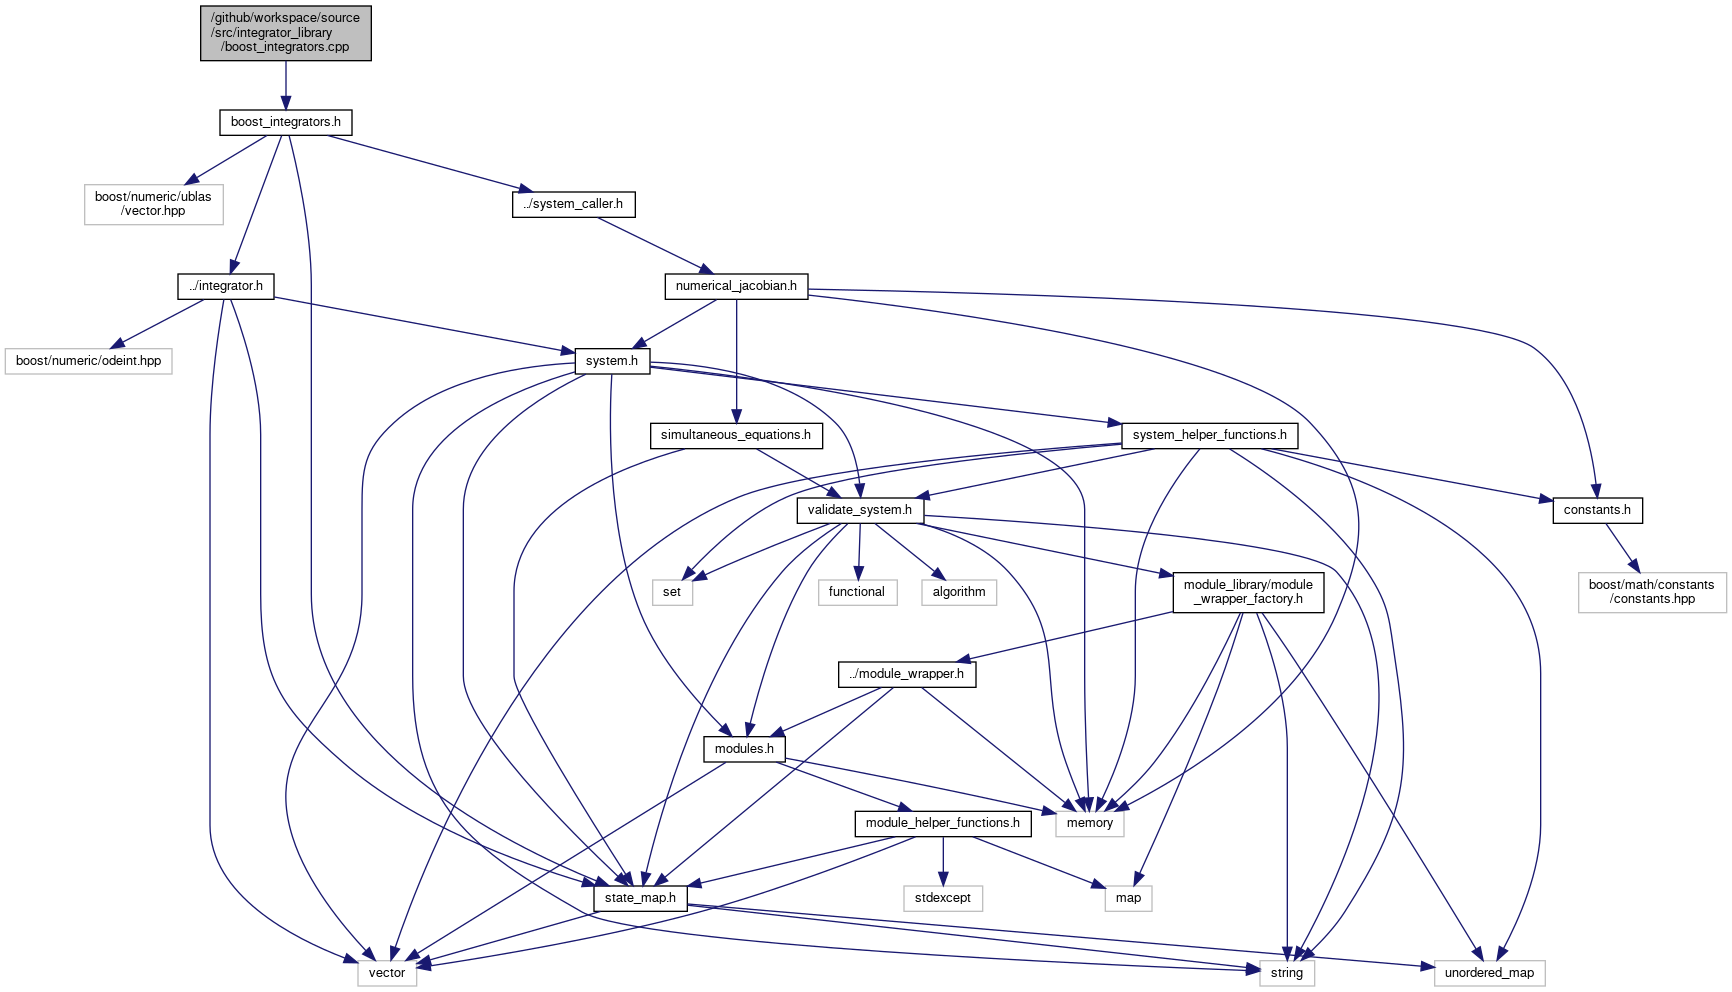 /github/workspace/source
/src/integrator_library
/boost_integrators.cpp
boost_integrators.h
boost/numeric/ublas
/vector.hpp
../system_caller.h
../integrator.h
numerical_jacobian.h
boost/numeric/odeint.hpp
system.h
simultaneous_equations.h
system_helper_functions.h
validate_system.h
constants.h
set
functional
algorithm
module_library/module
_wrapper_factory.h
boost/math/constants
/constants.hpp
../module_wrapper.h
modules.h
module_helper_functions.h
memory
state_map.h
stdexcept
map
vector
string
unordered_map